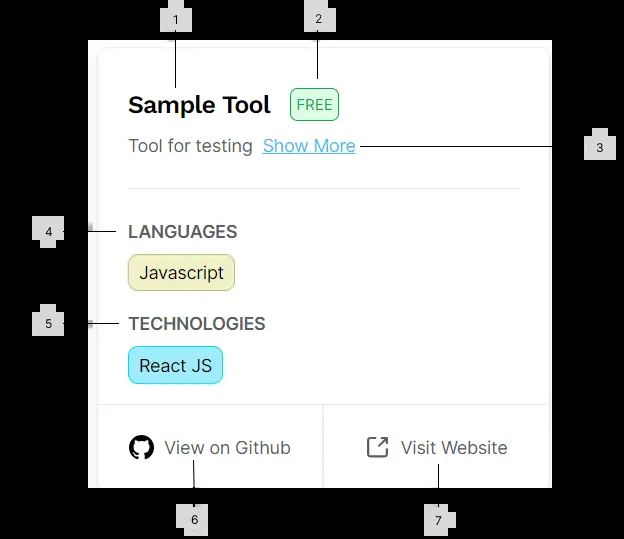 1
2
Sample Tool FREE
Tool for testing Show More
3
4
LANGUAGES
Javascript
5
TECHNOLOGIES
React JS
View on Github
Visit Website
6
7